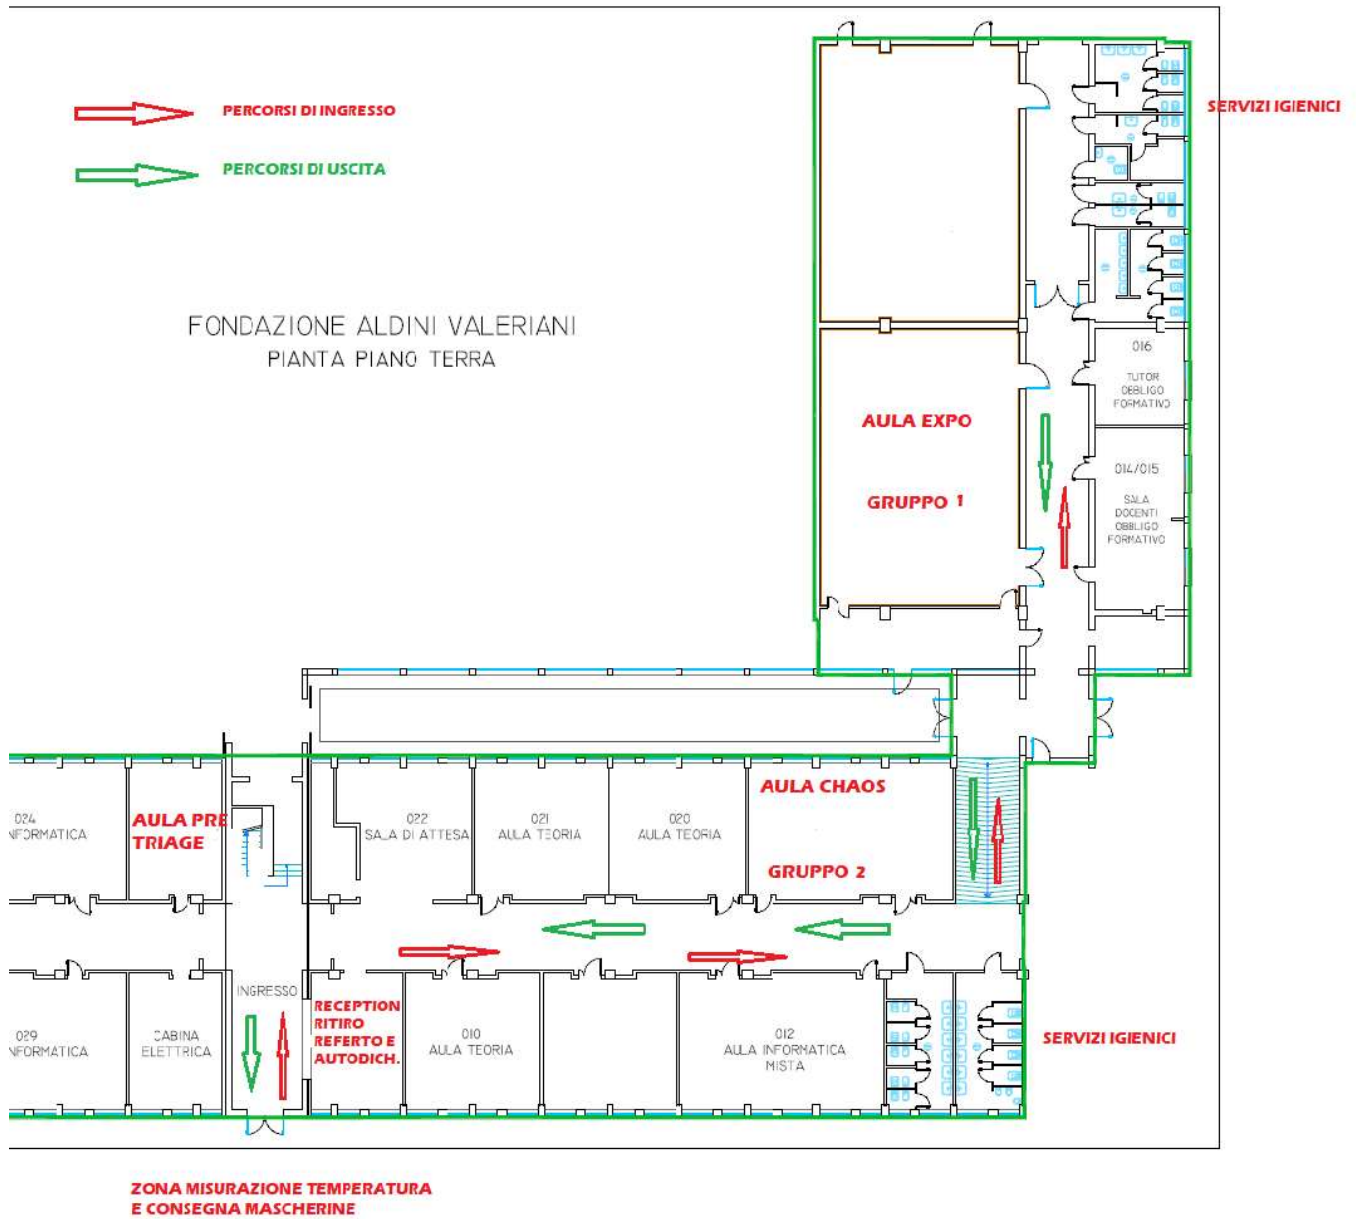 PERCORSI DI INGRESSO
SERVIZI IGIENICI
PERCORSI DI USCITA
FONDAZIONE ALDINI VALERIANI
PIANTA PIANO TERRA
016
TUTOR
OBBLIGO
FORMATIVO
AULA EXPO
GRUPPO 1
014/015
SALA
DOCENTI
OBBLIGO
FORMATIVO
024
NFORMATICA
AULA PRE
TRIAGE
022
SALA DI ATTESA
021
AULA TEORIA
020
AULA TEORIA
AULA CHAOS
GRUPPO 2
029
NFORMATICA
CABINA
ELETTRICA
INGRESSO
RECEPTION
RITIRO
REFERTO E
AUTODICH.
010
AULA TEORIA
012
AULA INFORMATICA
MISTA
SERVIZI IGIENICI
ZONA MISURAZIONE TEMPERATURA
E CONSEGNA MASCHERINE